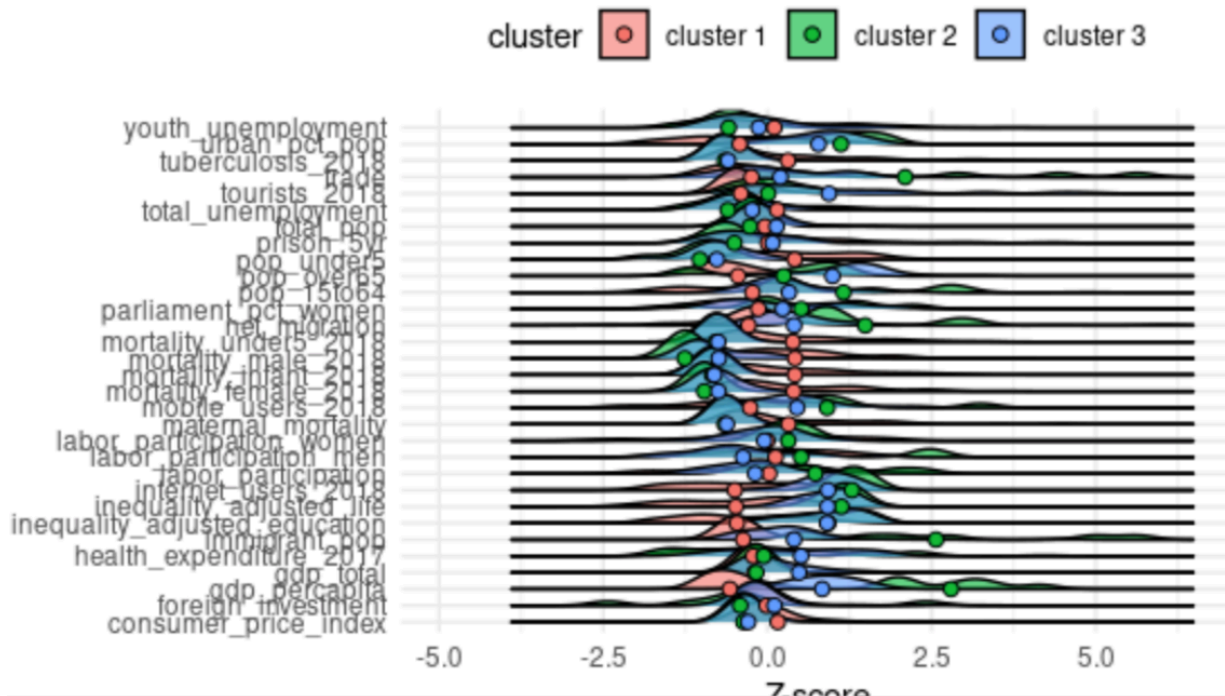 cluster cluster 1 cluster 2 cluster 3
youth_unemployment
urban_pct_pop
tuberculosis_2018
trade
tourists_2018
total_unemployment
total_pop
prison_5yr
pop_under5
pop_over65
pop_15to64
parliament_pct_women
net_migration
mortality_under5_2018
mortality_male_2018
mortality_infant_2018
mortality_female_2018
mobile_users_2018
maternal_mortality
labor_participation_women
labor_participation_men
labor_participation
internet_users_2018
inequality_adjusted_life
inequality_adjusted_education
immigrant_pop
health_expenditure_2017
gdp_total
gdp_percapita
foreign_investment
consumer_price_index
-5.0 -2.5 0.0 2.5 5.0
Z-score